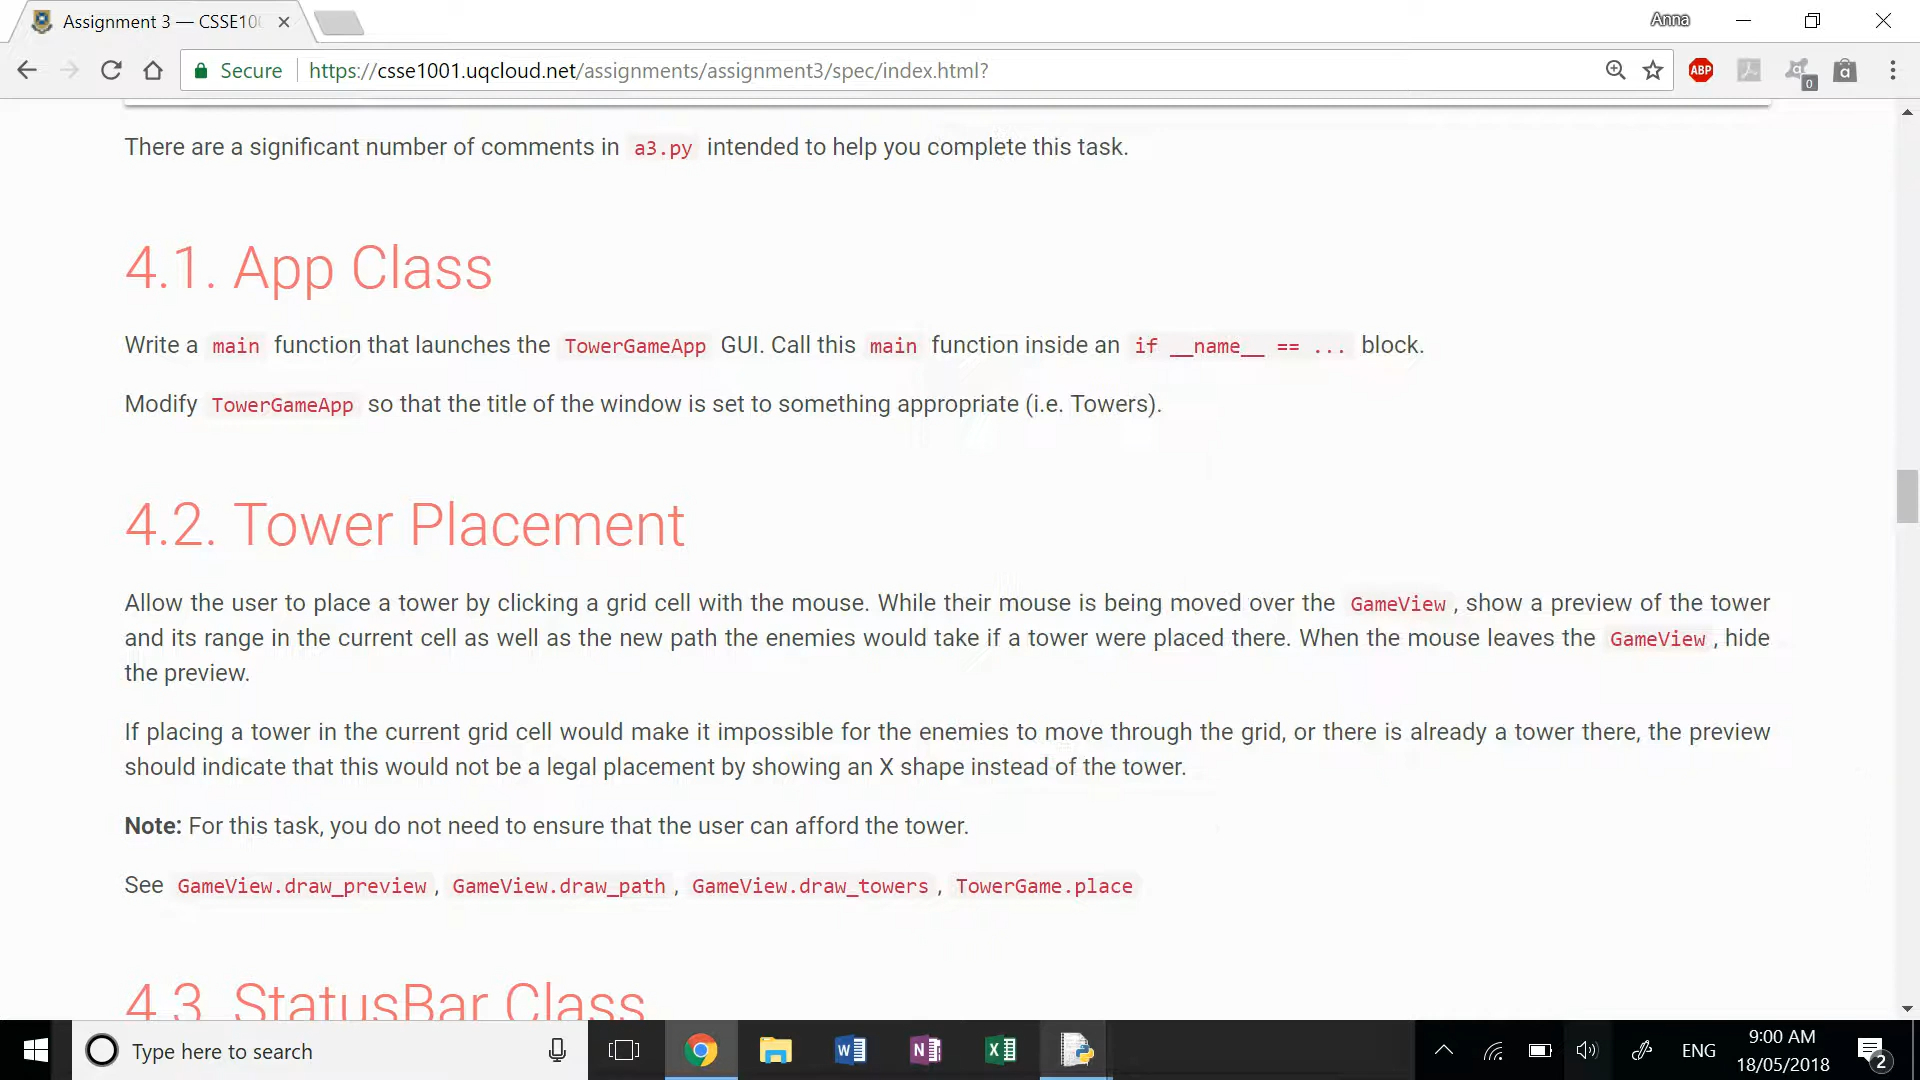 Assignment 3 — CSSE10
Anna
Secure
https://csse1001.uqcloud.net/assignments/assignment3/spec/index.html?
ABP
0
There are a significant number of comments in a3.py intended to help you complete this task.
4.1. App Class
Write a main function that launches the TowerGameApp GUI. Call this main function inside an if __name__ == ... block.
Modify TowerGameApp so that the title of the window is set to something appropriate (i.e. Towers).
4.2. Tower Placement
Allow the user to place a tower by clicking a grid cell with the mouse. While their mouse is being moved over the GameView, show a preview of the tower
and its range in the current cell as well as the new path the enemies would take if a tower were placed there. When the mouse leaves the GameView, hide
the preview.
If placing a tower in the current grid cell would make it impossible for the enemies to move through the grid, or there is already a tower there, the preview
should indicate that this would not be a legal placement by showing an X shape instead of the tower.
Note: For this task, you do not need to ensure that the user can afford the tower.
See GameView.draw_preview, GameView.draw_path, GameView.draw_towers, TowerGame.place
4.3. StatusBar Class
Type here to search
ENG
9:00 AM
18/05/2018
2